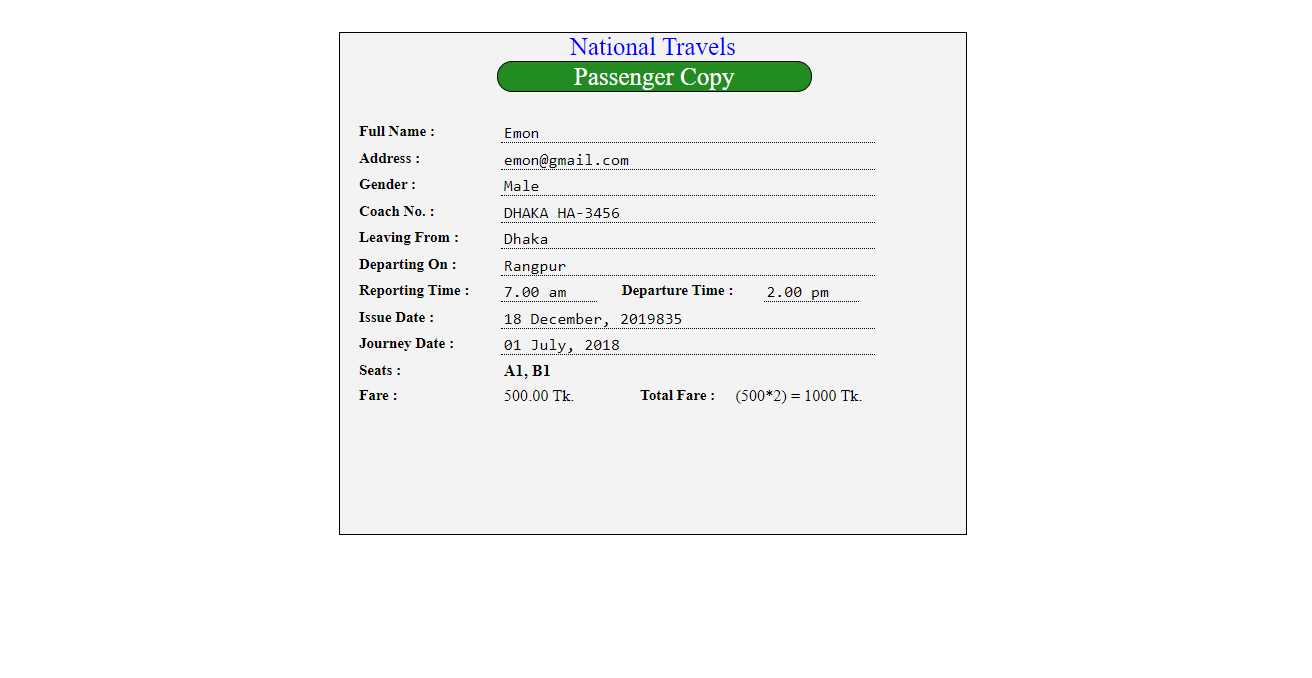 National Travels
Passenger Copy
Full Name : Emon
Address : emon@gmail.com
Gender : Male
Coach No. : DHAKA HA-3456
Leaving From : Dhaka
Departing On : Rangpur
Reporting Time : 7.00 am Departure Time : 2.00 pm
Issue Date : 18 December, 2019835
Journey Date : 01 July, 2018
Seats : A1, B1
Fare : 500.00 Tk. Total Fare : (500*2) = 1000 Tk.